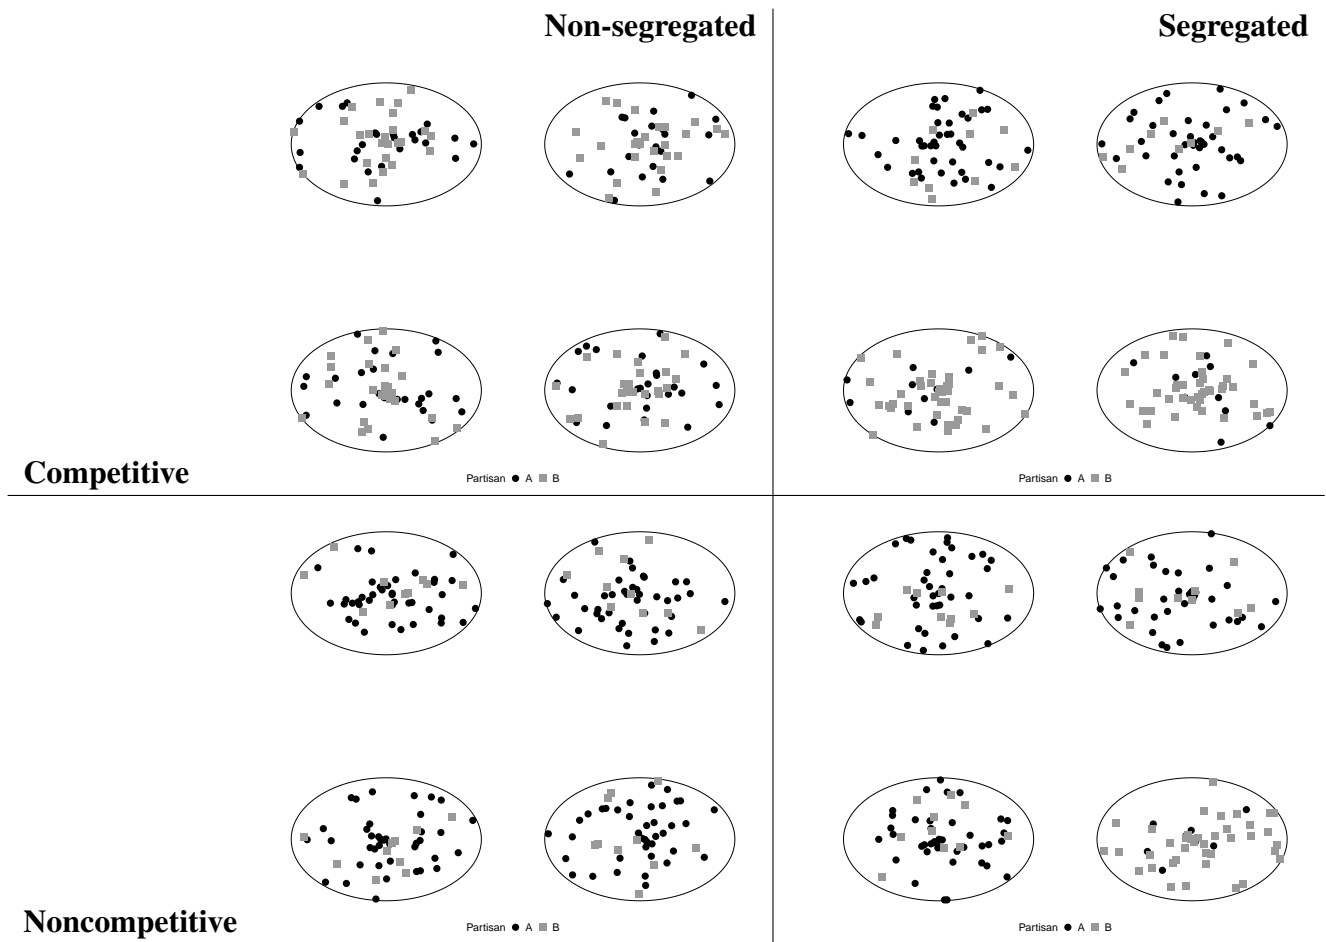 Non-segregated
Segregated
Competitive
Partisan A B
Partisan A B
Noncompetitive
Partisan A B
Partisan A B